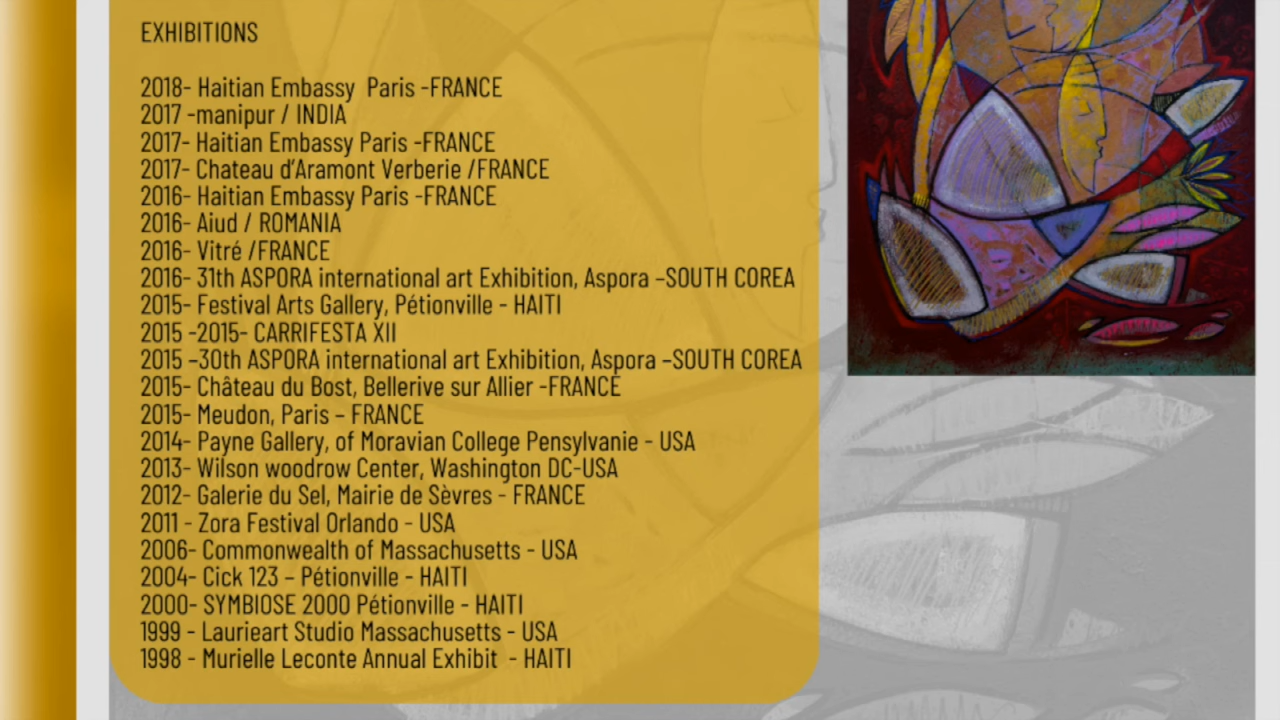 EXHIBITIONS
2018- Haitian Embassy Paris -FRANCE
2017 -manipur / INDIA
2017- Haitian Embassy Paris -FRANCE
2017- Chateau d'Aramont Verberie /FRANCE
2016- Haitian Embassy Paris -FRANCE
2016- Aiud / ROMANIA
2016- Vitré /FRANCE
2016- 31th ASPORA international art Exhibition, Aspora –SOUTH COREA
2015- Festival Arts Gallery, Pétionville - HAITI
2015 -2015- CARRIFESTA XII
2015 –30th ASPORA international art Exhibition, Aspora –SOUTH COREA
2015- Château du Bost, Bellerive sur Allier -FRANCE
2015- Meudon, Paris – FRANCE
2014- Payne Gallery, of Moravian College Pensylvanie - USA
2013- Wilson woodrow Center, Washington DC-USA
2012- Galerie du Sel, Mairie de Sèvres - FRANCE
2011 - Zora Festival Orlando - USA
2006- Commonwealth of Massachusetts - USA
2004- Cick 123 – Pétionville - HAITI
2000- SYMBIOSE 2000 Pétionville - HAITI
1999 - Laurieart Studio Massachusetts - USA
1998 - Murielle Leconte Annual Exhibit - HAITI